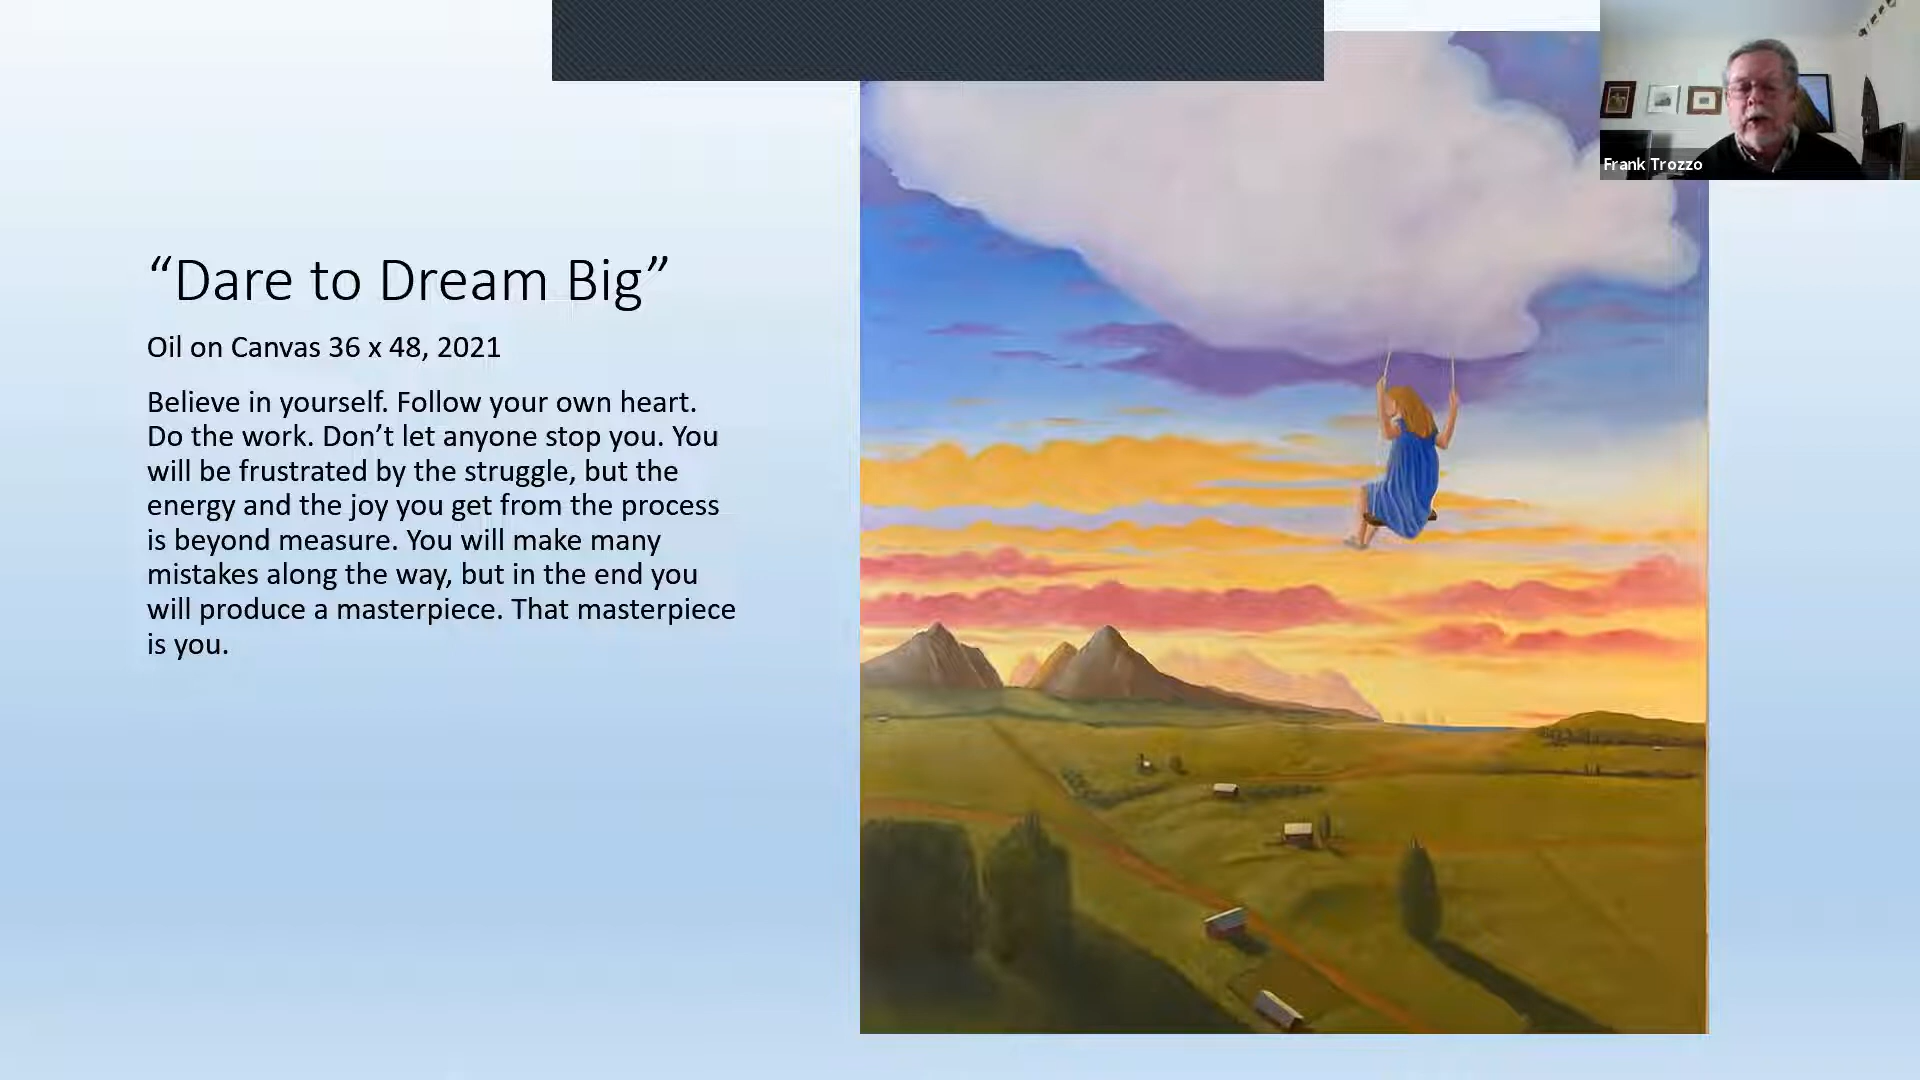 “Dare to Dream Big”
Oil on Canvas 36 x 48, 2021
Believe in yourself. Follow your own heart.
Do the work. Don’t let anyone stop you. You
will be frustrated by the struggle, but the
energy and the joy you get from the process
is beyond measure. You will make many
mistakes along the way, but in the end you
will produce a masterpiece. That masterpiece
is you.
Frank Trozzo